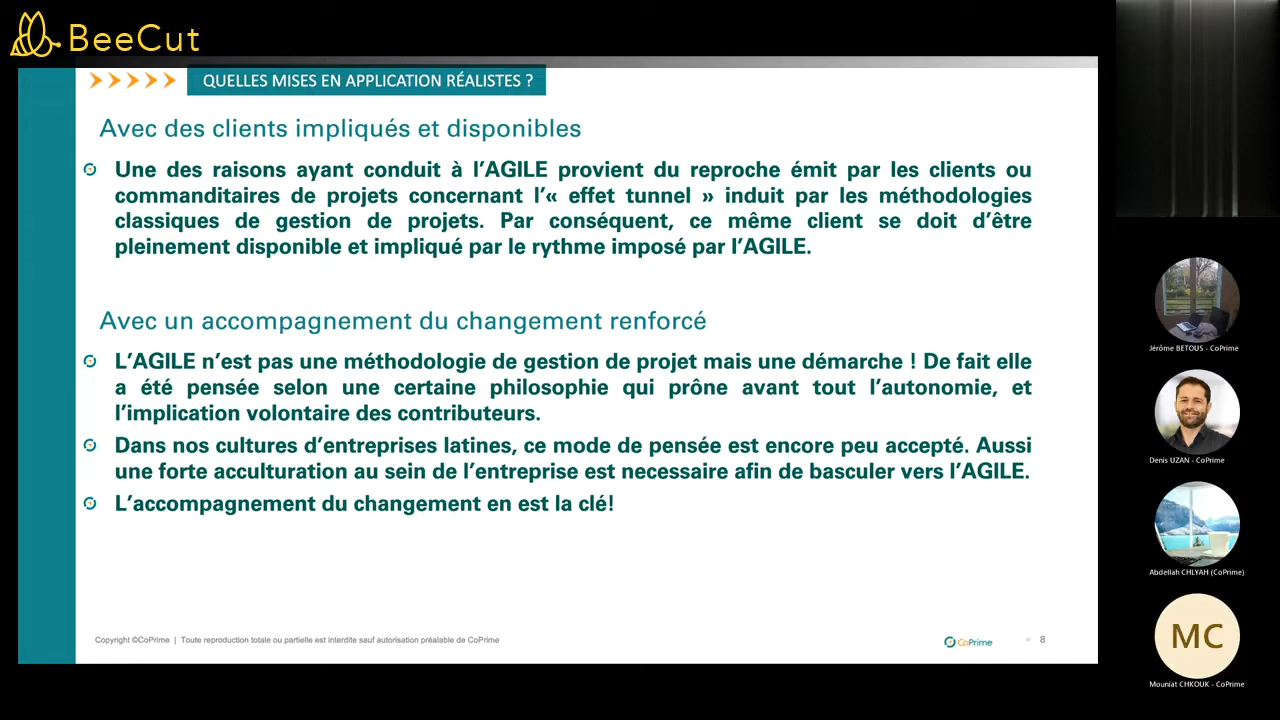 BeeCut
QUELLES MISES EN APPLICATION RÉALISTES ?
Avec des clients impliqués et disponibles
Une des raisons ayant conduit à l’AGILE provient du reproche émit par les clients ou
commanditaires de projets concernant l’« effet tunnel » induit par les méthodologies
classiques de gestion de projets. Par conséquent, ce même client se doit d’être
pleinement disponible et impliqué par le rythme imposé par l’AGILE.
Avec un accompagnement du changement renforcé
L’AGILE n’est pas une méthodologie de gestion de projet mais une démarche ! De fait elle
a été pensée selon une certaine philosophie qui prône avant tout l’autonomie, et
l’implication volontaire des contributeurs.
Dans nos cultures d’entreprises latines, ce mode de pensée est encore peu accepté. Aussi
une forte acculturation au sein de l’entreprise est necessaire afin de basculer vers l’AGILE.
L’accompagnement du changement en est la clé!
Copyright ©CoPrime | Toute reproduction totale ou partielle est interdite sauf autorisation préalable de CoPrime
CoPrime
8
Jérôme BETOUS - CoPrime
Denis UZAN - CoPrime
Abdellah CHLYAH (CoPrime)
MC
Mouniat CHKOUK - CoPrime